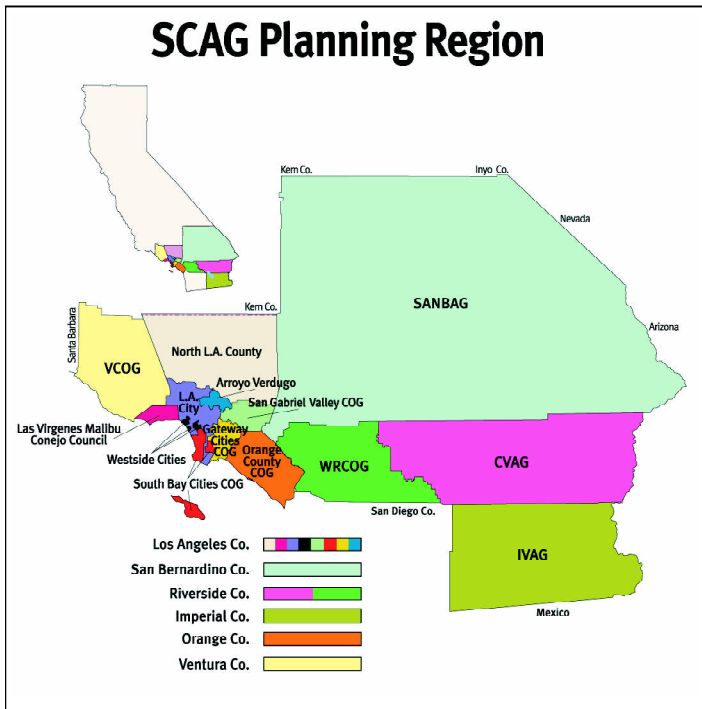 SCAG Planning Region
Kern Co.
Inyo Co.
Nevada
SANBAG
Arizona
Kern Co.
Santa Barbara
North L.A. County
VCOG
Arroyo Verdugo
L.A.
City
San Gabriel Valley COG
Las Virgenes Malibu
Conejo Council
Gateway
Cities
COG
Westside Cities
Orange
County
COG
WRCOG
CVAG
South Bay Cities COG
San Diego Co.
IVAG
Mexico
Los Angeles Co.
San Bernardino Co.
Riverside Co.
Imperial Co.
Orange Co.
Ventura Co.